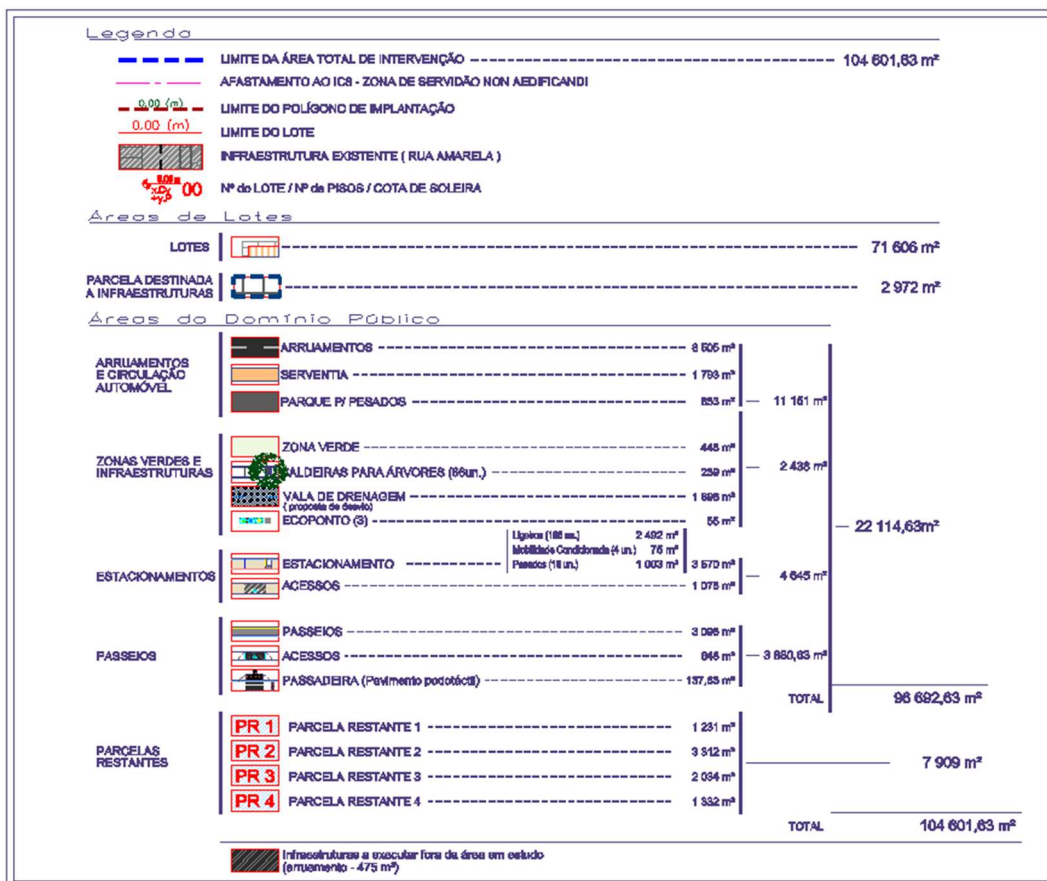 Legenda
LIMITE DA ÁREA TOTAL DE INTERVENÇÃO 104 601,63 m²
AFASTAMENTO AO IC8 - ZONA DE SERVIDÃO NON AEDIFICANDI
0,00 (m) LIMITE DO POLÍGONO DE IMPLANTAÇÃO
0,00 (m) LIMITE DO LOTE
INFRAESTRUTURA EXISTENTE ( RUA AMARELA )
00 Nº do LOTE / Nº de PISOS / COTA DE SOLEIRA
Áreas de Lotes
LOTES 71 606 m²
PARCELA DESTINADA
A INFRAESTRUTURAS 2 972 m²
Áreas do Domínio Público
ARRUAMENTOS
E CIRCULAÇÃO
AUTOMÓVEL
ARRUAMENTOS 8 505 m²
SERVENTIA 1 793 m²
PARQUE P/ PESADOS 853 m²
11 151 m²
ZONAS VERDES E
INFRAESTRUTURAS
ZONA VERDE 448 m²
CALDEIRAS PARA ÁRVORES (66un.) 239 m²
VALA DE DRENAGEM
( proposta de desvio)
ECOPONTO (3) 55 m²
2 438 m²
22 114,63m²
ESTACIONAMENTOS
ESTACIONAMENTO
2 492 m²
Mobilidade Condicionada (4 un.) 75 m²
1 003 m²
3 570 m²
ACESSOS 1 075 m²
4 645 m²
PASSEIOS
PASSEIOS 3 098 m²
ACESSOS 645 m²
PASSADEIRA (Pavimento podotáctil) 137,63 m²
3 880,63 m²
TOTAL 96 692,63 m²
PARCELAS
RESTANTES
PR 1 PARCELA RESTANTE 1 1 231 m²
PR 2 PARCELA RESTANTE 2 3 312 m²
PR 3 PARCELA RESTANTE 3 2 034 m²
PR 4 PARCELA RESTANTE 4 1 332 m²
7 909 m²
TOTAL 104 601,63 m²
Infraestruturas a executar fora da área em estudo
(arruamento - 475 m²)